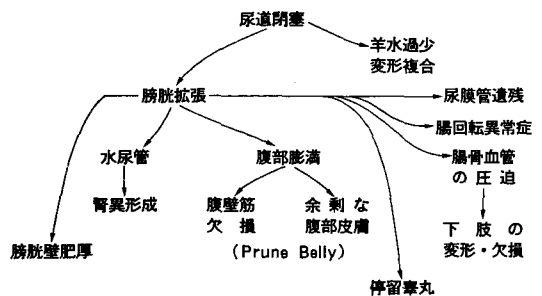 尿道閉塞
羊水過少
変形複合
膀胱拡張
尿膜管遺残
腸回転異常症
水尿管
腹部膨満
腸骨血管
の圧迫
腎異形成
腹壁筋
欠損
余剰な
腹部皮膚
(Prune Belly)
下肢の
変形・欠損
膀胱壁肥厚
停留睾丸